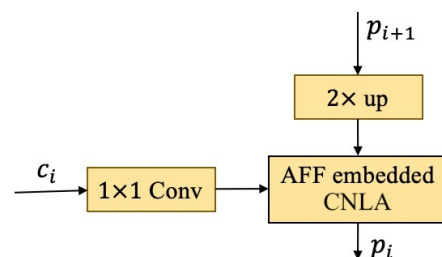 p_{i+1}
2× up
c_i
1×1 Conv
AFF embedded
CNLA
p_i